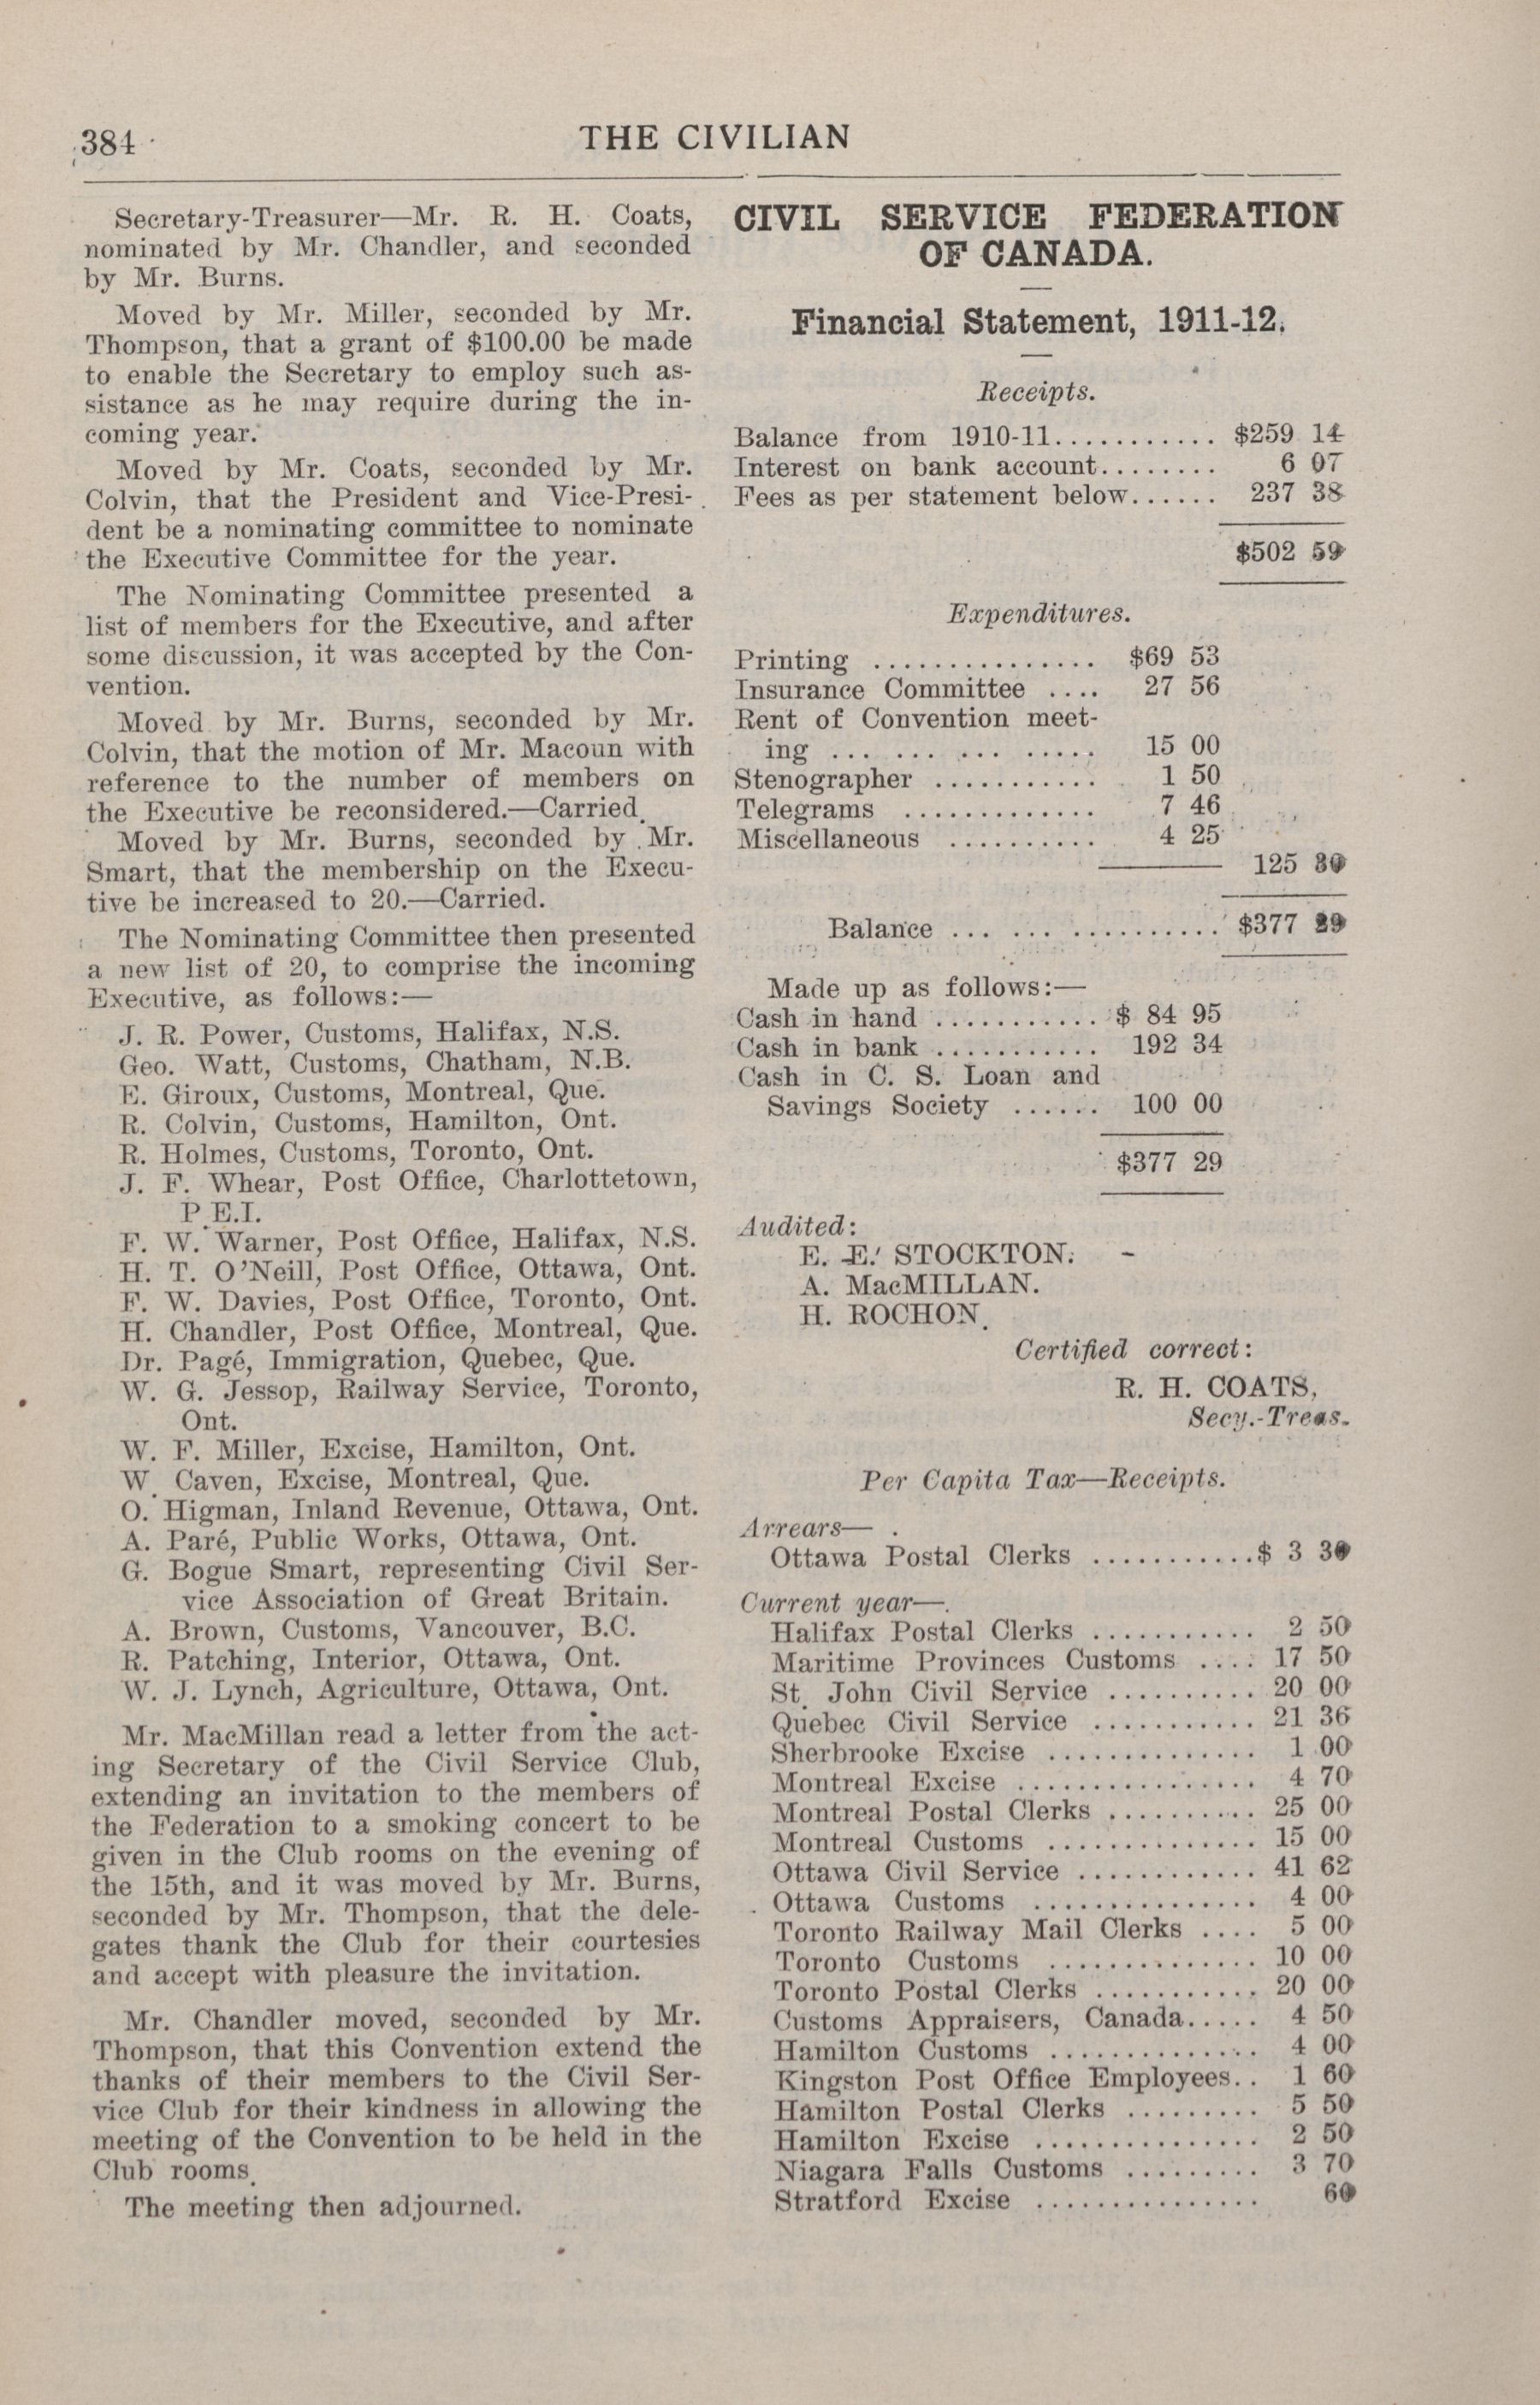 384
THE CIVILIAN
Secretary-Treasurer—Mr. R. H. Coats,
nominated by Mr. Chandler, and seconded
by Mr. Burns.
Moved by Mr. Miller, seconded by Mr.
Thompson, that a grant of $100.00 be made
to enable the Secretary to employ such as-
sistance as he may require during the in-
coming year.
Moved by Mr. Coats, seconded by Mr.
Colvin, that the President and Vice-Presi-
dent be a nominating committee to nominate
the Executive Committee for the year.
The Nominating Committee presented a
list of members for the Executive, and after
some discussion, it was accepted by the Con-
vention.
Moved by Mr. Burns, seconded by Mr.
Colvin, that the motion of Mr. Macoun with
reference to the number of members on
the Executive be reconsidered.—Carried.
Moved by Mr. Burns, seconded by Mr.
Smart, that the membership on the Execu-
tive be increased to 20.—Carried.
The Nominating Committee then presented
a new list of 20, to comprise the incoming
Executive, as follows:—
J. R. Power, Customs, Halifax, N.S.
Geo. Watt, Customs, Chatham, N.B.
E. Giroux, Customs, Montreal, Que.
R. Colvin, Customs, Hamilton, Ont.
R. Holmes, Customs, Toronto, Ont.
J. F. Whear, Post Office, Charlottetown,
P.E.I.
F. W. Warner, Post Office, Halifax, N.S.
H. T. O'Neill, Post Office, Ottawa, Ont.
F. W. Davies, Post Office, Toronto, Ont.
H. Chandler, Post Office, Montreal, Que.
Dr. Pagé, Immigration, Quebec, Que.
W. G. Jessop, Railway Service, Toronto,
Ont.
W. F. Miller, Excise, Hamilton, Ont.
W. Caven, Excise, Montreal, Que.
O. Higman, Inland Revenue, Ottawa, Ont.
A. Paré, Public Works, Ottawa, Ont.
G. Bogue Smart, representing Civil Ser-
vice Association of Great Britain.
A. Brown, Customs, Vancouver, B.C.
R. Patching, Interior, Ottawa, Ont.
W. J. Lynch, Agriculture, Ottawa, Ont.
Mr. MacMillan read a letter from the act-
ing Secretary of the Civil Service Club,
extending an invitation to the members of
the Federation to a smoking concert to be
given in the Club rooms on the evening of
the 15th, and it was moved by Mr. Burns,
seconded by Mr. Thompson, that the dele-
gates thank the Club for their courtesies
and accept with pleasure the invitation.
Mr. Chandler moved, seconded by Mr.
Thompson, that this Convention extend the
thanks of their members to the Civil Ser-
vice Club for their kindness in allowing the
meeting of the Convention to be held in the
Club rooms.
The meeting then adjourned.
CIVIL SERVICE FEDERATION
OF CANADA.
Financial Statement, 1911-12.
Receipts.
Balance from 1910-11........... $259 14
Interest on bank account........ 6 07
Fees as per statement below...... 237 38
$502 59
Expenditures.
Printing ............... $69 53
Insurance Committee .... 27 56
Rent of Convention meet-
ing ... ... ... ..... 15 00
Stenographer ........... 1 50
Telegrams ............. 7 46
Miscellaneous .......... 4 25
125 30
Balance ... ... .......... $377 29
Made up as follows:—
Cash in hand ........... $ 84 95
Cash in bank ........... 192 34
Cash in C. S. Loan and
Savings Society ...... 100 00
$377 29
Audited:
E. E. STOCKTON.
A. MacMILLAN.
H. ROCHON.
Certified correct:
R. H. COATS,
Secy.-Treas.
Per Capita Tax—Receipts.
Arrears—
Ottawa Postal Clerks ...........$ 3 30
Current year—
Halifax Postal Clerks ........... 2 50
Maritime Provinces Customs .... 17 50
St. John Civil Service .......... 20 00
Quebec Civil Service ........... 21 36
Sherbrooke Excise .............. 1 00
Montreal Excise ................ 4 70
Montreal Postal Clerks .......... 25 00
Montreal Customs .............. 15 00
Ottawa Civil Service ............ 41 62
Ottawa Customs ............... 4 00
Toronto Railway Mail Clerks .... 5 00
Toronto Customs .............. 10 00
Toronto Postal Clerks ........... 20 00
Customs Appraisers, Canada..... 4 50
Hamilton Customs .............. 4 00
Kingston Post Office Employees.. 1 60
Hamilton Postal Clerks ......... 5 50
Hamilton Excise ............... 2 50
Niagara Falls Customs ......... 3 70
Stratford Excise ............... 60